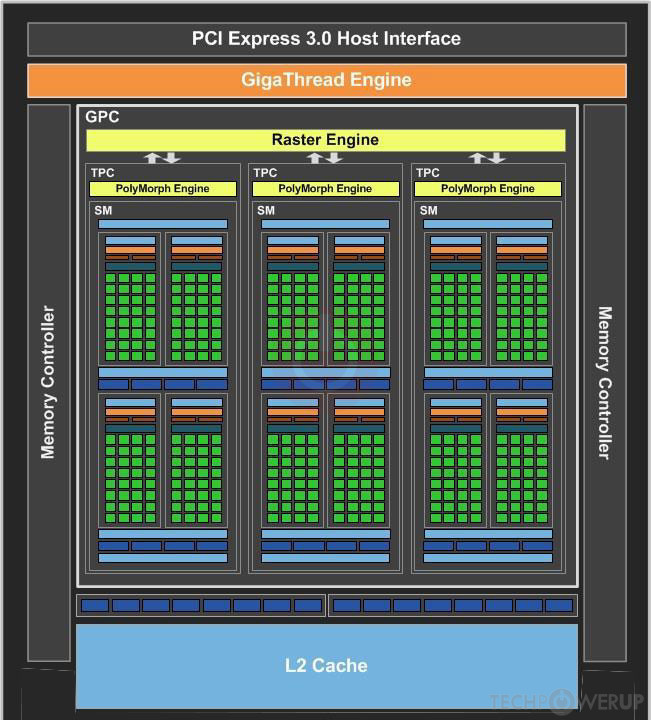 PCI Express 3.0 Host Interface
GigaThread Engine
Memory Controller
GPC
Raster Engine
TPC
PolyMorph Engine
SM
TPC
PolyMorph Engine
SM
TPC
PolyMorph Engine
SM
Memory Controller
L2 Cache
TECHPOWERUP